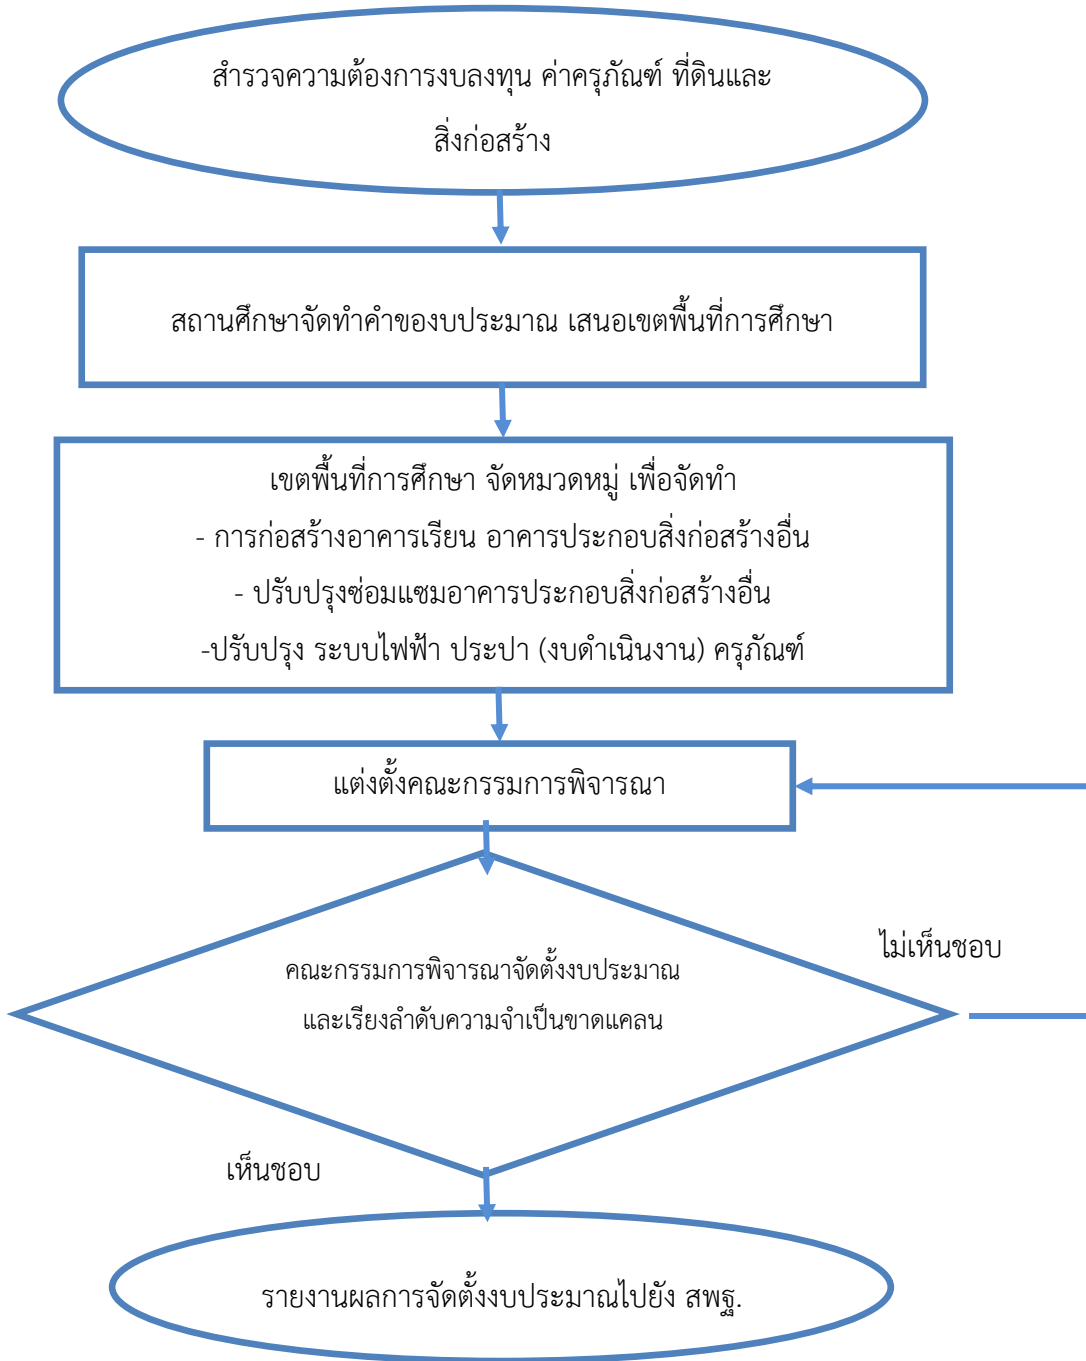 สำรวจความต้องการงบลงทุน ค่าครุภัณฑ์ ที่ดินและ
สิ่งก่อสร้าง
สถานศึกษาจัดทำคำของบประมาณ เสนอเขตพื้นที่การศึกษา
เขตพื้นที่การศึกษา จัดหมวดหมู่ เพื่อจัดทำ
- การก่อสร้างอาคารเรียน อาคารประกอบสิ่งก่อสร้างอื่น
- ปรับปรุงซ่อมแซมอาคารประกอบสิ่งก่อสร้างอื่น
-ปรับปรุง ระบบไฟฟ้า ประปา (งบดำเนินงาน) ครุภัณฑ์
แต่งตั้งคณะกรรมการพิจารณา
ไม่เห็นชอบ
คณะกรรมการพิจารณาจัดตั้งงบประมาณ
และเรียงลำดับความจำเป็นขาดแคลน
เห็นชอบ
รายงานผลการจัดตั้งงบประมาณไปยัง สพฐ.